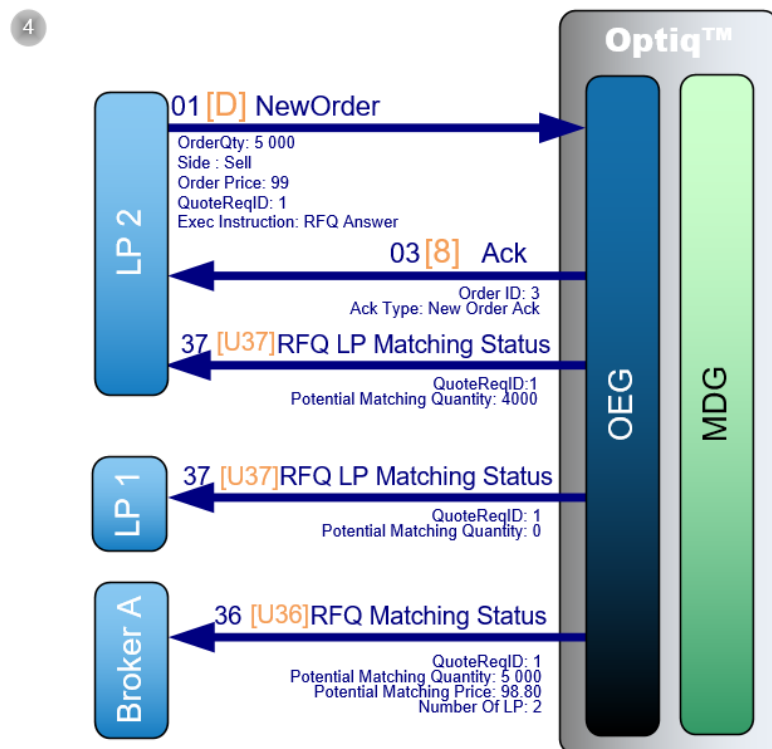 4
Optiq™
01 [D] NewOrder
OrderQty: 5 000
Side : Sell
Order Price: 99
QuoteReqID: 1
Exec Instruction: RFQ Answer
LP 2
03 [8] Ack
Order ID: 3
Ack Type: New Order Ack
37 [U37]RFQ LP Matching Status
QuoteReqID:1
Potential Matching Quantity: 4000
OEG
MDG
LP 1
37 [U37]RFQ LP Matching Status
QuoteReqID: 1
Potential Matching Quantity: 0
Broker A
36 [U36]RFQ Matching Status
QuoteReqID: 1
Potential Matching Quantity: 5 000
Potential Matching Price: 98.80
Number Of LP: 2